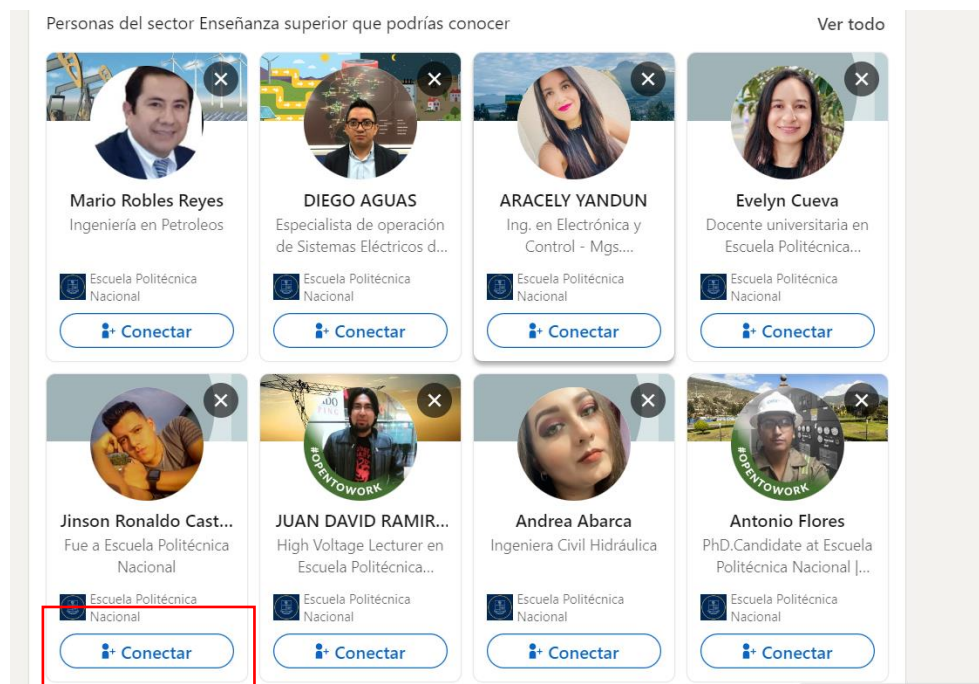 Personas del sector Enseñanza superior que podrías conocer Ver todo
Mario Robles Reyes
Ingeniería en Petroleos
Escuela Politécnica
Nacional
Conectar
DIEGO AGUAS
Especialista de operación
de Sistemas Eléctricos d...
Escuela Politécnica
Nacional
Conectar
ARACELY YANDUN
Ing. en Electrónica y
Control - Mgs....
Escuela Politécnica
Nacional
Conectar
Evelyn Cueva
Docente universitaria en
Escuela Politécnica...
Escuela Politécnica
Nacional
Conectar
Jinson Ronaldo Cast...
Fue a Escuela Politécnica
Nacional
Escuela Politécnica
Nacional
Conectar
#OPENTOWORK
JUAN DAVID RAMIR...
High Voltage Lecturer en
Escuela Politécnica...
Escuela Politécnica
Nacional
Conectar
Andrea Abarca
Ingeniera Civil Hidráulica
Escuela Politécnica
Nacional
Conectar
#OPENTOWORK
Antonio Flores
PhD.Candidate at Escuela
Politécnica Nacional |...
Escuela Politécnica
Nacional
Conectar